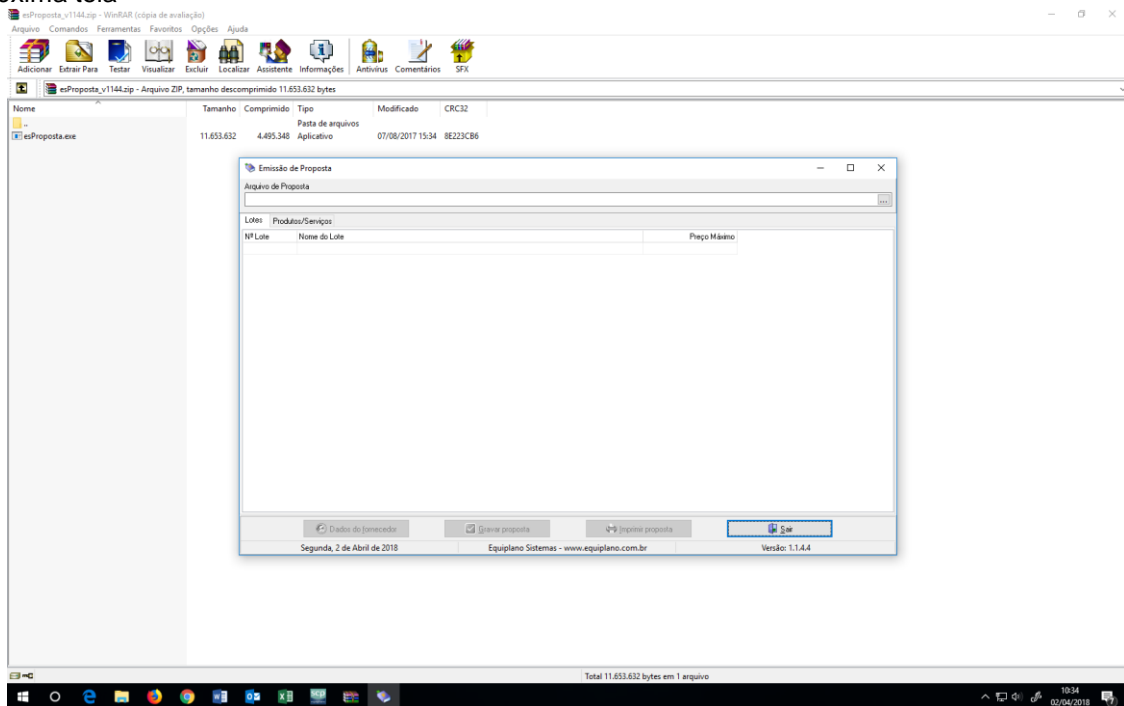 óxima tela
esProposta_v1144.zip - WinRAR (cópia de avaliação)
Arquivo Comandos Ferramentas Favoritos Opções Ajuda
Adicionar Extrair Para Testar Visualizar Excluir Localizar Assistente Informações Antivírus Comentários SFX
esProposta_v1144.zip - Arquivo ZIP, tamanho descomprimido 11.653.632 bytes
Nome Tamanho Comprimido Tipo Modificado CRC32
.. Pasta de arquivos
esProposta.exe 11.653.632 4.495.348 Aplicativo 07/08/2017 15:34 8E223CB6
Emissão de Proposta
Arquivo de Proposta
...
Lotes Produtos/Serviços
Nº Lote Nome do Lote Preço Máximo
Dados do fornecedor Gravar proposta Imprimir proposta Sair
Segunda, 2 de Abril de 2018 Equiplano Sistemas - www.equiplano.com.br Versão: 1.1.4.4
Total 11.653.632 bytes em 1 arquivo
10:34
02/04/2018